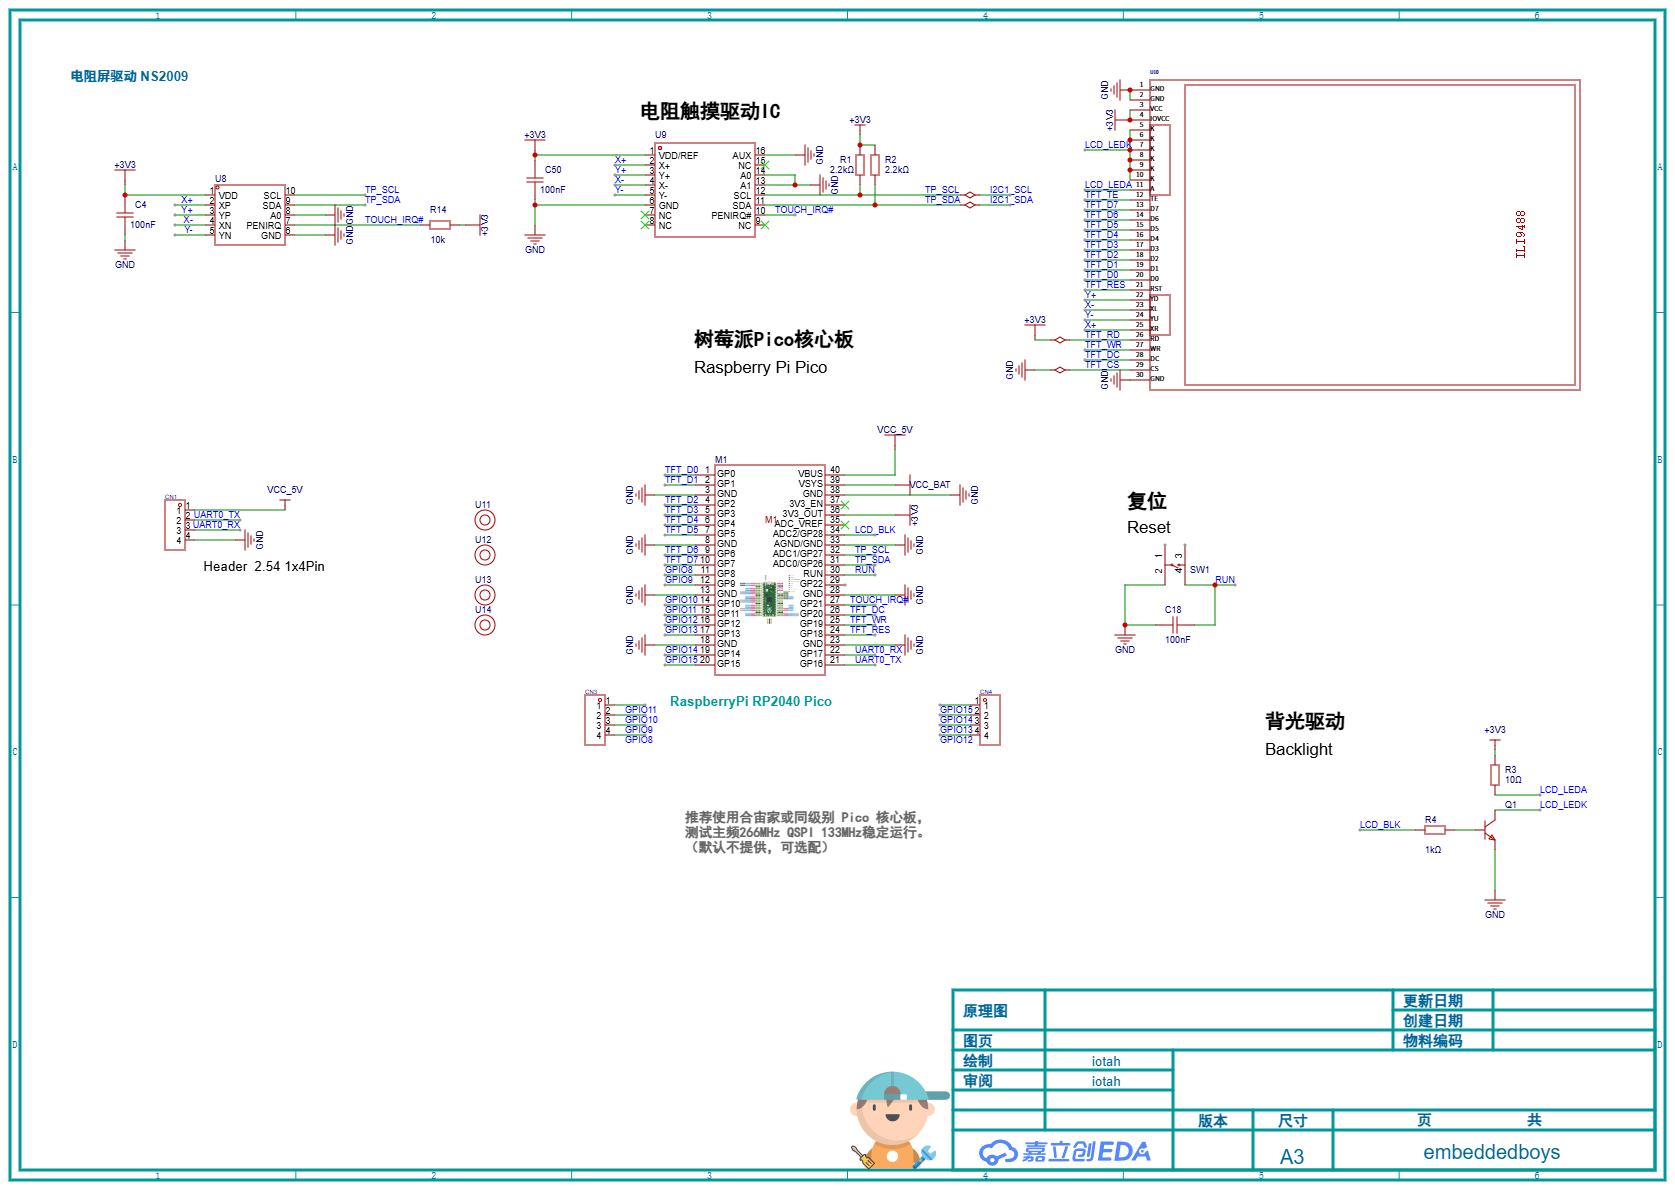 电阻屏驱动 NS2009
+3V3
U8
C4
100nF
GND
X+
Y+
X-
Y-
1 VDD
2 XP
3 YP
4 XN
5 YN
10 SCL
9 SDA
8 A0
7 PENIRQ
6 GND
TP_SCL
TP_SDA
GND
TOUCH_IRQ#
GND
R14
10k
+3V3
电阻触摸驱动IC
+3V3
U9
C50
100nF
GND
X+
Y+
X-
Y-
1 VDD/REF
2 X+
3 Y+
4 X-
5 Y-
6 GND
7 NC
8 NC
AUX 16
NC 15
A0 14
A1 13
SCL 12
SDA 11
PENIRQ# 10
NC 9
GND
GND
TOUCH_IRQ#
+3V3
R1
2.2kΩ
R2
2.2kΩ
TP_SCL I2C1_SCL
TP_SDA I2C1_SDA
U10
GND
+3V3
LCD_LEDK
LCD_LEDA
TFT_TE
TFT_D7
TFT_D6
TFT_D5
TFT_D4
TFT_D3
TFT_D2
TFT_D1
TFT_D0
TFT_RES
Y+
X-
Y-
X+
TFT_RD
TFT_WR
TFT_DC
TFT_CS
GND
+3V3
GND
1 GND
2 GND
3 VCC
4 IOVCC
5 K
6 K
7 K
8 K
9 K
10 K
11 A
12 TE
13 D7
14 D6
15 D5
16 D4
17 D3
18 D2
19 D1
20 D0
21 RST
22 YD
23 XL
24 YU
25 XR
26 RD
27 WR
28 DC
29 CS
30 GND
ILI9488
树莓派Pico核心板
Raspberry Pi Pico
CN1
1
2
3
4
1
2
3
4
VCC_5V
UART0_TX
UART0_RX
GND
Header 2.54 1x4Pin
U11
U12
U13
U14
M1
M1
TFT_D0 1 GP0
TFT_D1 2 GP1
GND 3 GND
TFT_D2 4 GP2
TFT_D3 5 GP3
TFT_D4 6 GP4
TFT_D5 7 GP5
GND 8 GND
TFT_D6 9 GP6
TFT_D7 10 GP7
GPIO8 11 GP8
GPIO9 12 GP9
GND 13 GND
GPIO10 14 GP10
GPIO11 15 GP11
GPIO12 16 GP12
GPIO13 17 GP13
GND 18 GND
GPIO14 19 GP14
GPIO15 20 GP15
VCC_5V
VBUS 40
VSYS 39 VCC_BAT
GND 38 GND
3V3_EN 37
3V3_OUT 36 +3V3
ADC_VREF 35
ADC2/GP28 34 LCD_BLK
AGND/GND 33 GND
ADC1/GP27 32 TP_SCL
ADC0/GP26 31 TP_SDA
RUN 30 RUN
GP22 29
GND 28 GND
GP21 27 TOUCH_IRQ#
GP20 26 TFT_DC
GP19 25 TFT_WR
GP18 24 TFT_RES
GND 23 GND
GP17 22 UART0_RX
GP16 21 UART0_TX
RaspberryPi RP2040 Pico
CN3
1
2
3
4
1
2
3
4
GPIO11
GPIO10
GPIO9
GPIO8
CN4
GPIO15
GPIO14
GPIO13
GPIO12
1
2
3
4
1
2
3
4
复位
Reset
1
2
3
4
SW1
RUN
C18
100nF
GND
背光驱动
Backlight
+3V3
R3
10Ω
LCD_LEDA
LCD_LEDK
Q1
LCD_BLK
R4
1kΩ
GND
推荐使用合宙家或同级别 Pico 核心板，
测试主频266MHz QSPI 133MHz稳定运行。
（默认不提供，可选配）
原理图
更新日期
创建日期
图页
物料编码
绘制 iotah
审阅 iotah
版本 尺寸 页 共
嘉立创EDA
A3
embeddedboys
1 2 3 4 5 6
A B C D
A B C D
1 2 3 4 5 6